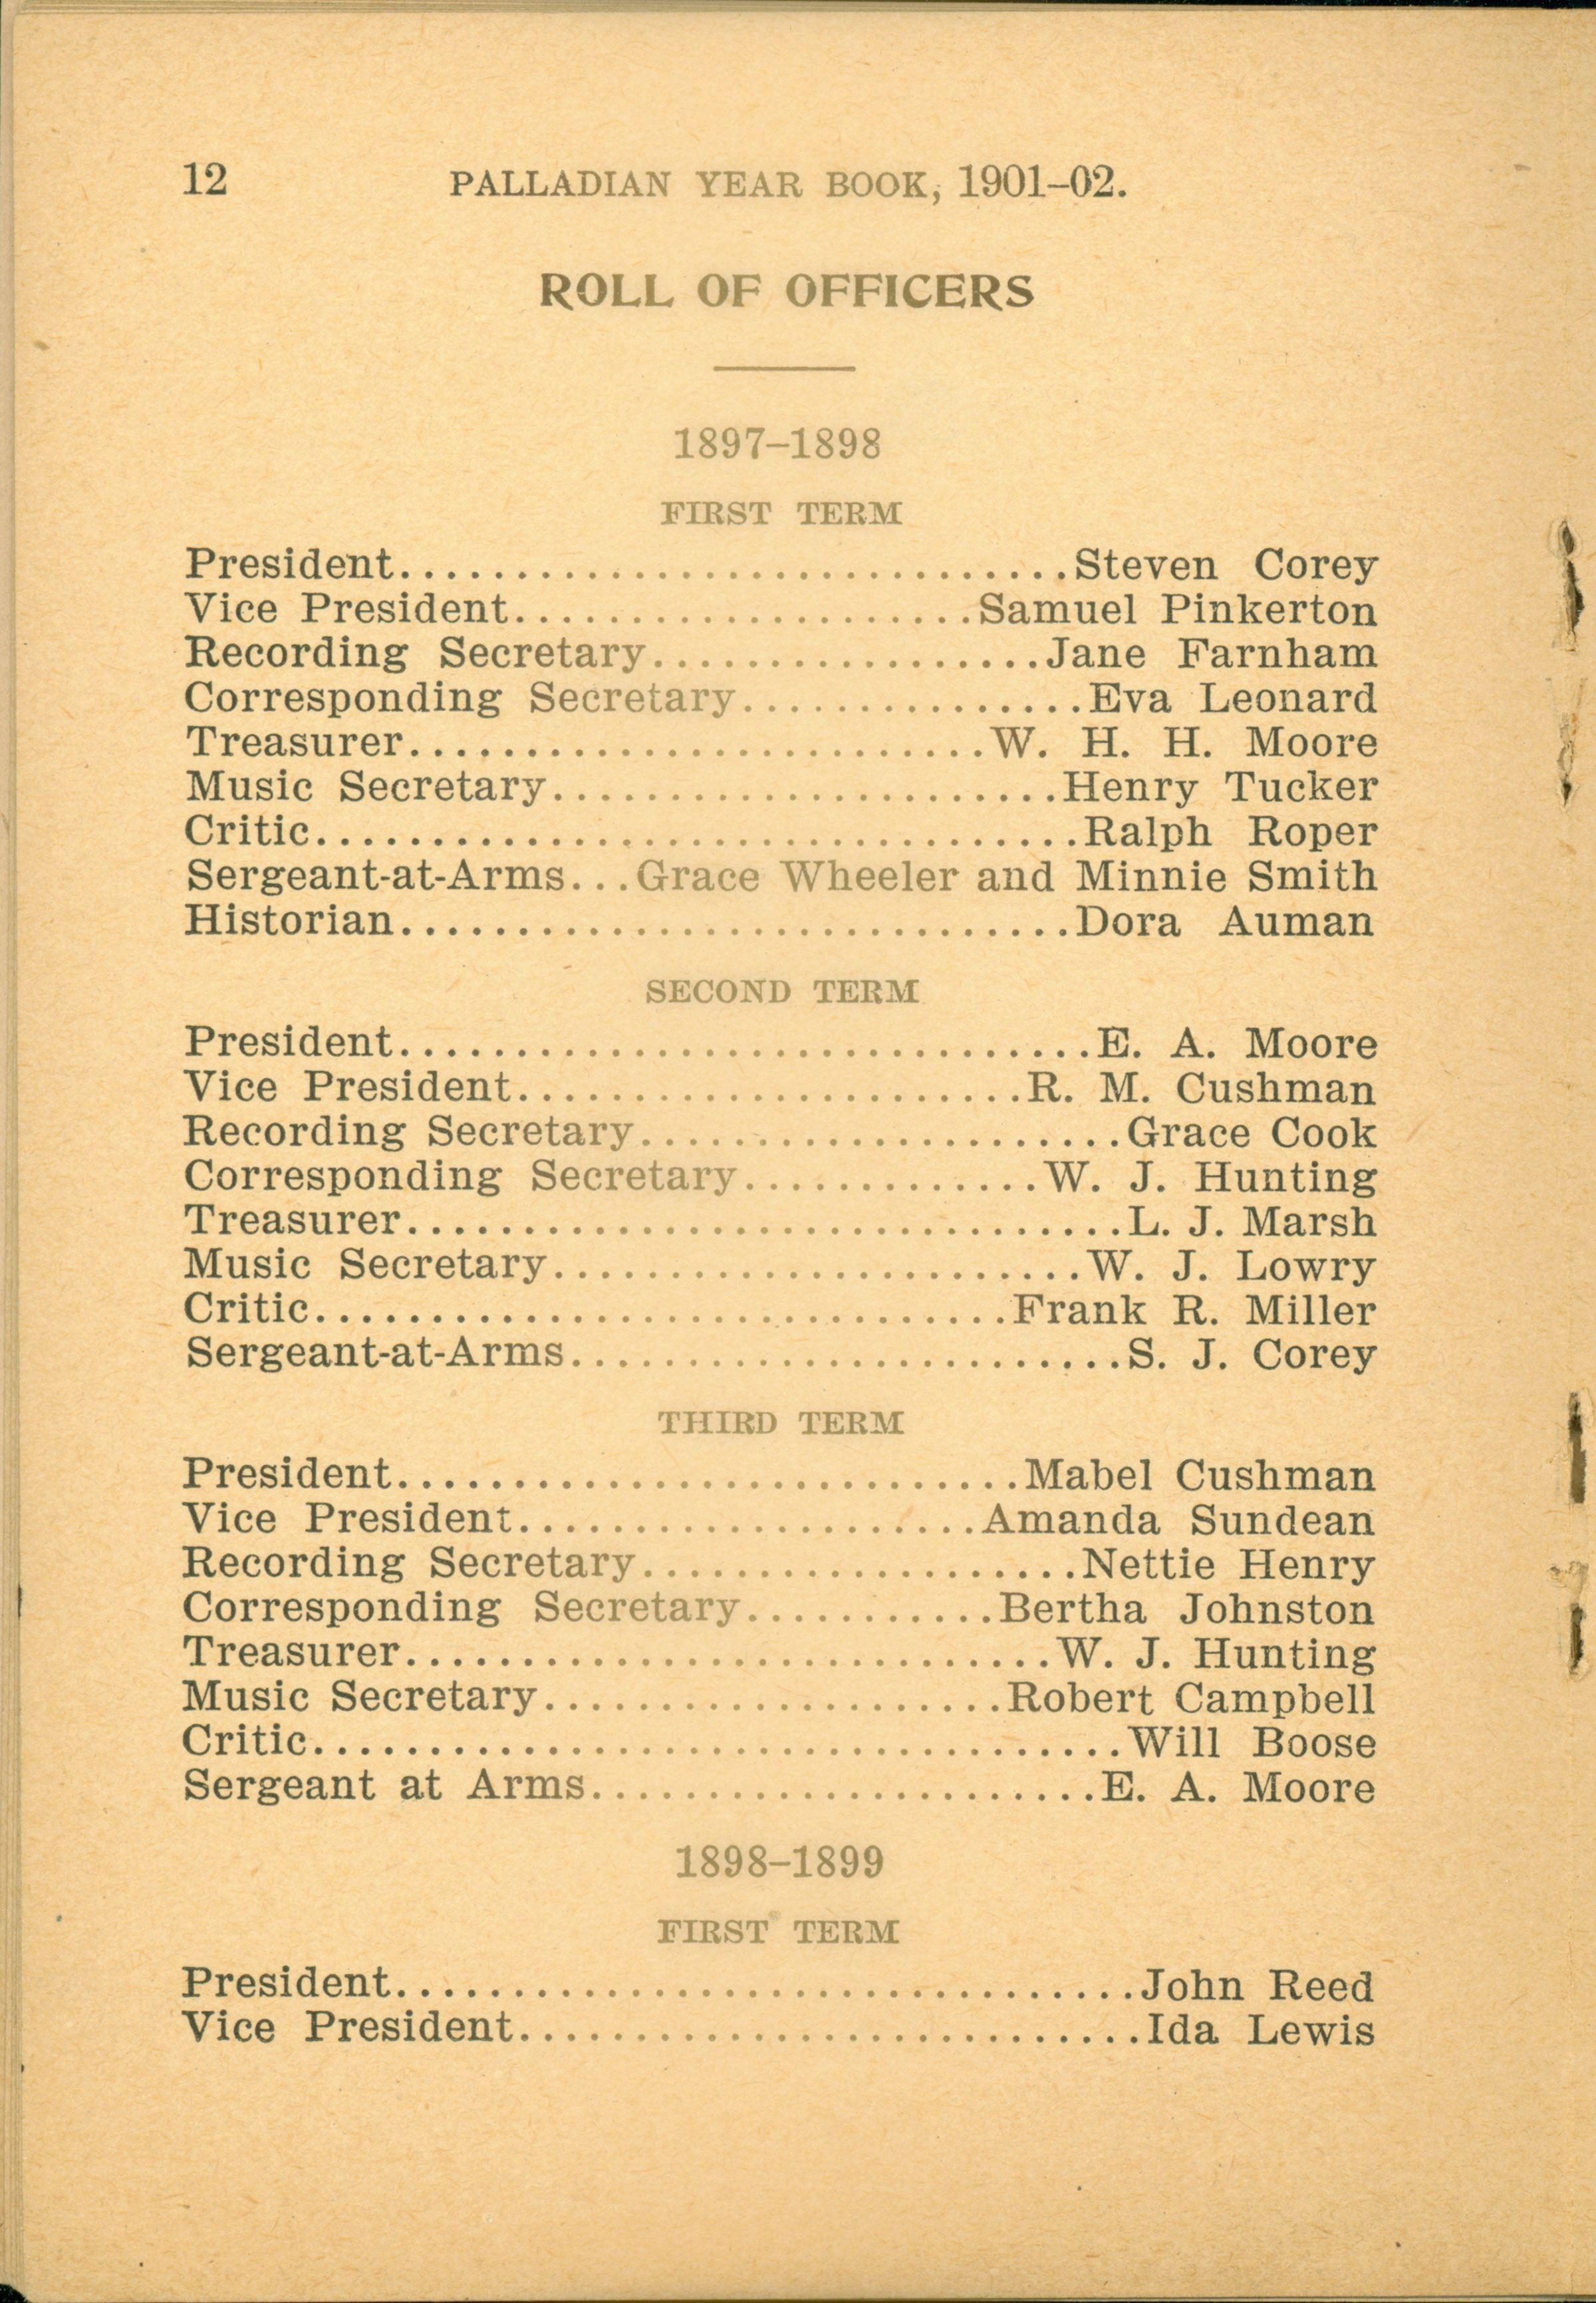 12 PALLADIAN YEAR BOOK, 1901–02.
ROLL OF OFFICERS
1897–1898
FIRST TERM
President.............................Steven Corey
Vice President....................Samuel Pinkerton
Recording Secretary.................Jane Farnham
Corresponding Secretary...............Eva Leonard
Treasurer.........................W. H. H. Moore
Music Secretary......................Henry Tucker
Critic.................................Ralph Roper
Sergeant-at-Arms...Grace Wheeler and Minnie Smith
Historian.............................Dora Auman
SECOND TERM
President..............................E. A. Moore
Vice President......................R. M. Cushman
Recording Secretary.....................Grace Cook
Corresponding Secretary.............W. J. Hunting
Treasurer...............................L. J. Marsh
Music Secretary.......................W. J. Lowry
Critic..............................Frank R. Miller
Sergeant-at-Arms........................S. J. Corey
THIRD TERM
President...........................Mabel Cushman
Vice President....................Amanda Sundean
Recording Secretary...................Nettie Henry
Corresponding Secretary...........Bertha Johnston
Treasurer............................W. J. Hunting
Music Secretary....................Robert Campbell
Critic...................................Will Boose
Sergeant at Arms......................E. A. Moore
1898–1899
FIRST TERM
President................................John Reed
Vice President...........................Ida Lewis